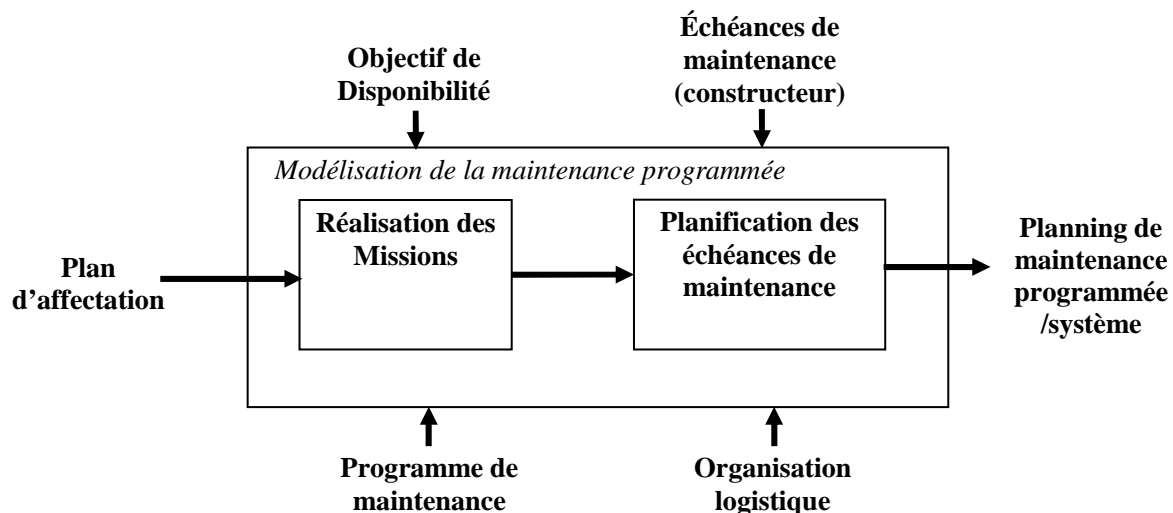 Objectif de
Disponibilité
Échéances de
maintenance
(constructeur)
Modélisation de la maintenance programmée
Réalisation des
Missions
Planification des
échéances de
maintenance
Plan
d’affectation
Planning de
maintenance
programmée
/système
Programme de
maintenance
Organisation
logistique